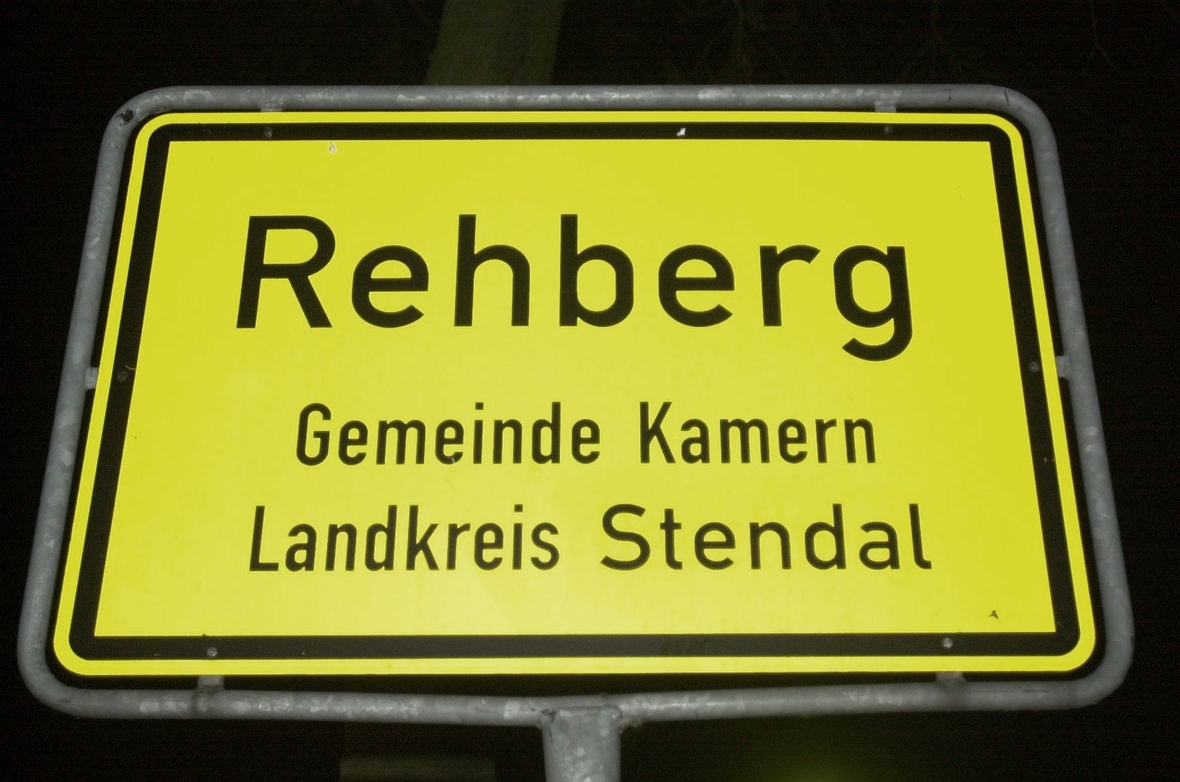 Rehberg
Gemeinde Kamern
Landkreis Stendal